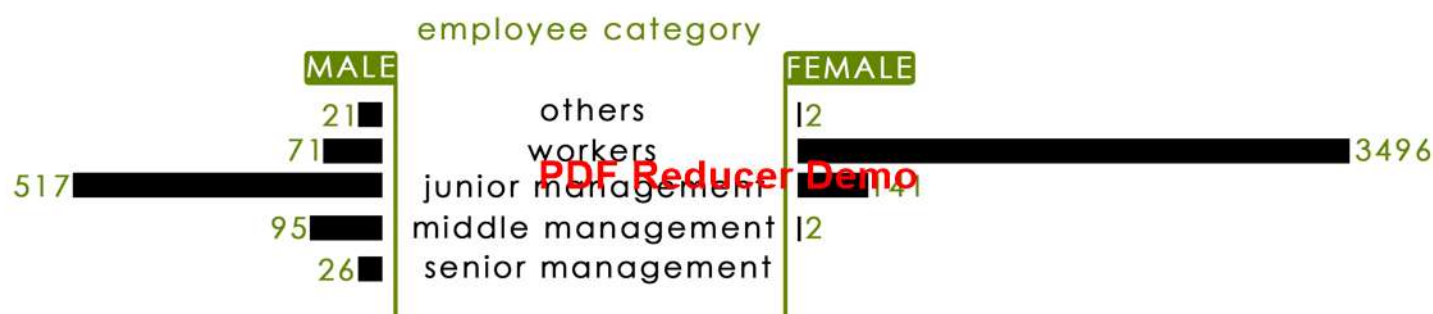 employee category
MALE FEMALE
21 others 2
71 workers 3496
PDF Reducer Demo
517 junior management 141
95 middle management 2
26 senior management